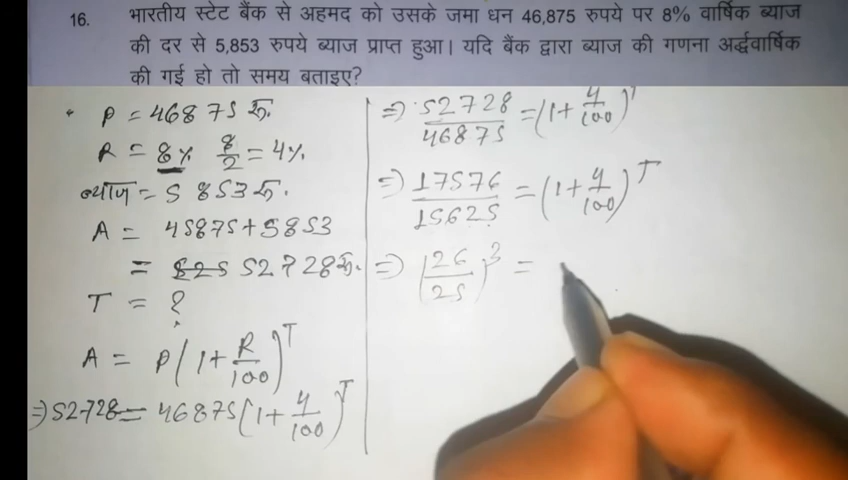 16. भारतीय स्टेट बैंक से अहमद को उसके जमा धन 46,875 रुपये पर 8% वार्षिक ब्याज
की दर से 5,853 रुपये ब्याज प्राप्त हुआ। यदि बैंक द्वारा ब्याज की गणना अर्द्धवार्षिक
की गई हो तो समय बताइए?
P = 46875 रु.
R = 8% 8/2 = 4%
ब्याज = 5853 रु.
A = 45875 + 5853
= 52728 रु.
T = ?
A = P(1+R/100)^T
⇒ 52728 = 46875(1+4/100)^T
⇒ 52728/46875 = (1+4/100)^T
⇒ 17576/15625 = (1+4/100)^T
⇒ (26/25)^3 =